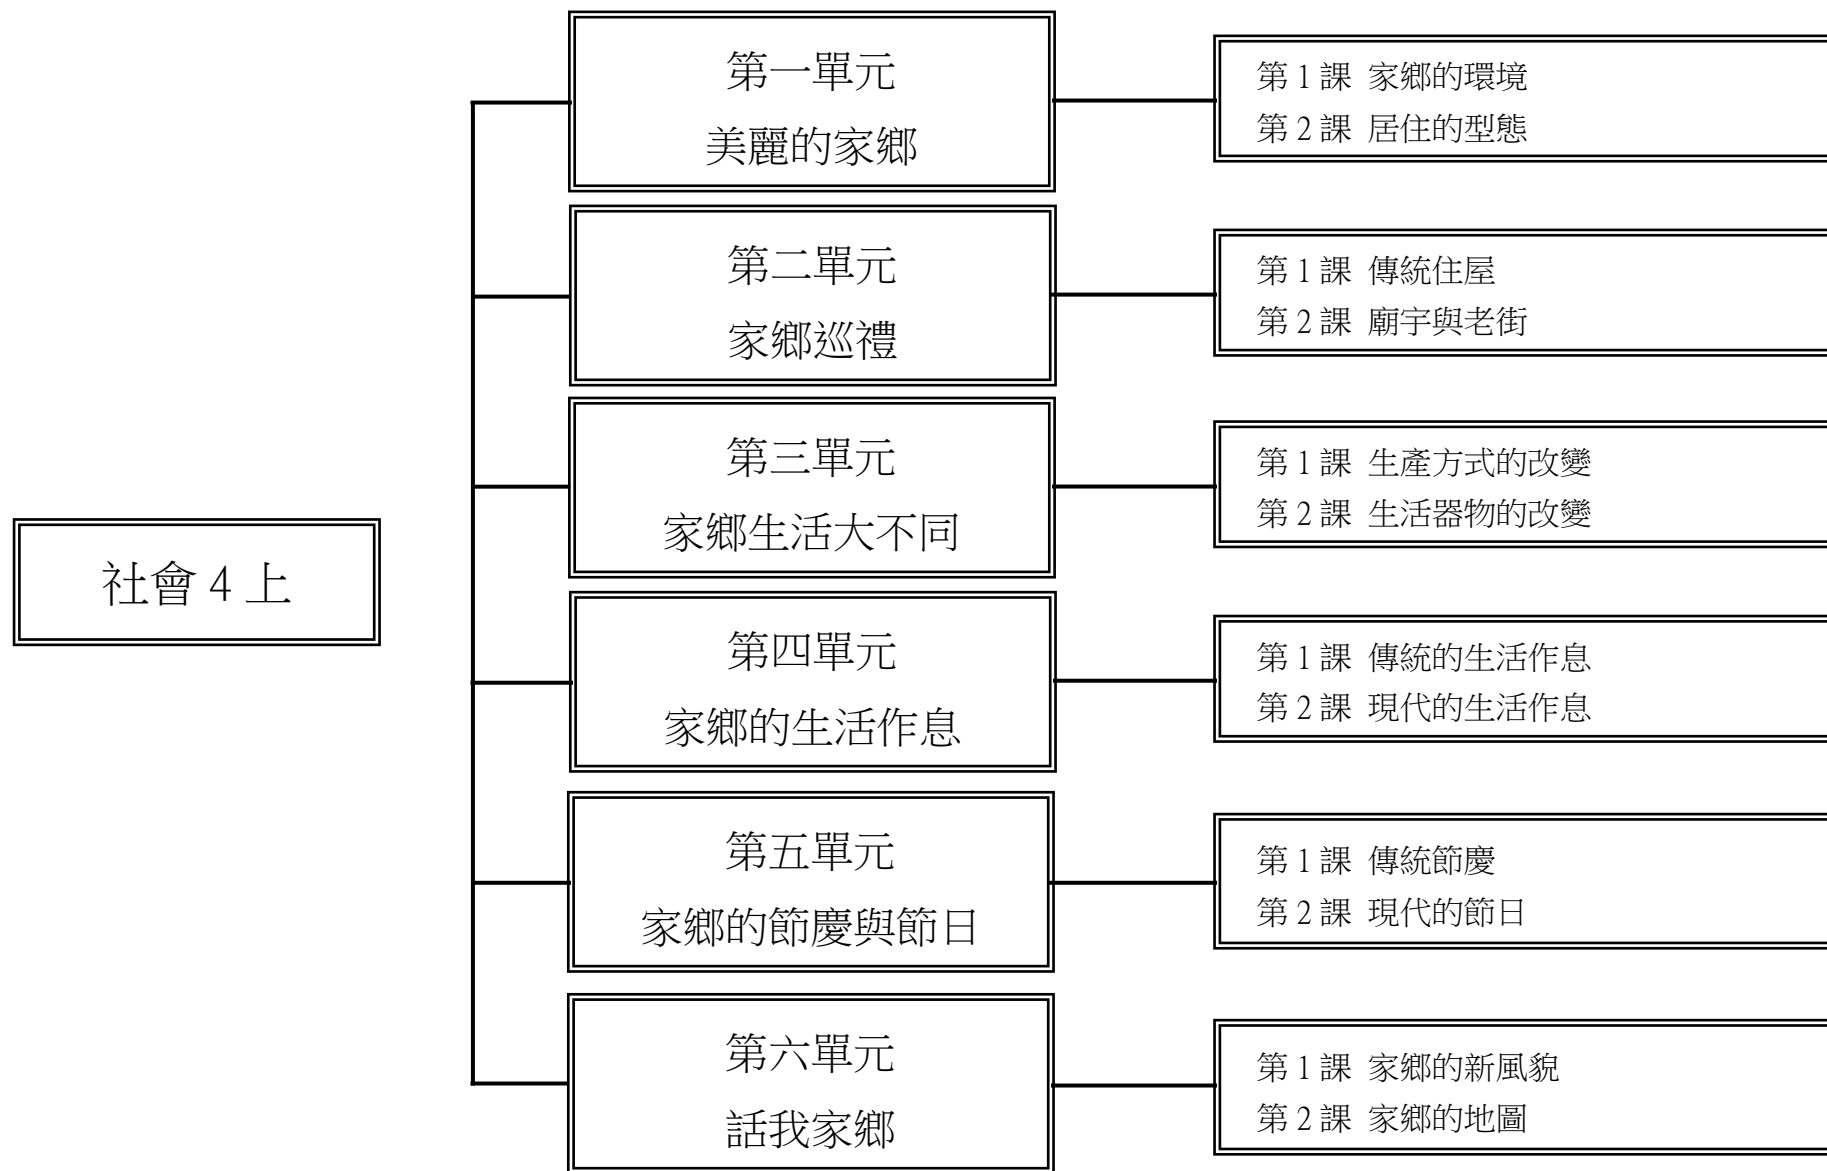 社會 4 上
第一單元
美麗的家鄉
第 1 課 家鄉的環境
第 2 課 居住的型態
第二單元
家鄉巡禮
第 1 課 傳統住屋
第 2 課 廟宇與老街
第三單元
家鄉生活大不同
第 1 課 生產方式的改變
第 2 課 生活器物的改變
第四單元
家鄉的生活作息
第 1 課 傳統的生活作息
第 2 課 現代的生活作息
第五單元
家鄉的節慶與節日
第 1 課 傳統節慶
第 2 課 現代的節日
第六單元
話我家鄉
第 1 課 家鄉的新風貌
第 2 課 家鄉的地圖